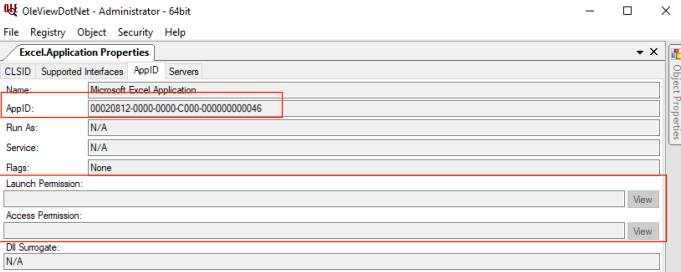 OleViewDotNet - Administrator - 64bit
File Registry Object Security Help
Excel.Application Properties
CLSID Supported Interfaces AppID Servers
Name: Microsoft Excel Application
AppID: 00020812-0000-0000-C000-000000000046
Run As: N/A
Service: N/A
Flags: None
Launch Permission:
View
Access Permission:
View
Dll Surrogate:
N/A
Object Properties